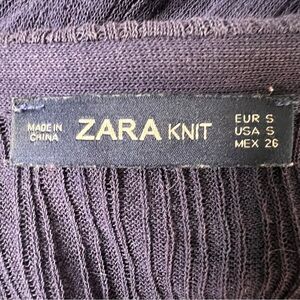 MADE IN
CHINA
ZARA KNIT
EUR S
USA S
MEX 26